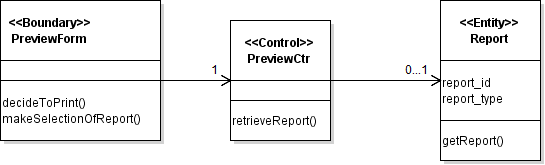 <<Boundary>>
PreviewForm
decideToPrint()
makeSelectionOfReport()
1
<<Control>>
PreviewCtr
retrieveReport()
0...1
<<Entity>>
Report
report_id
report_type
getReport()